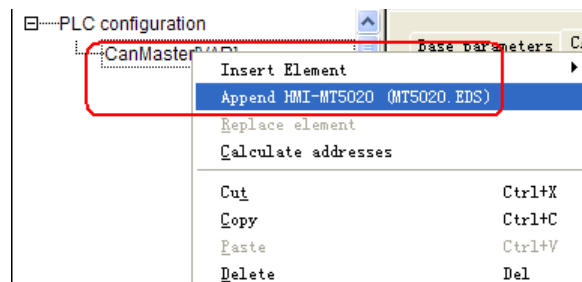 PLC configuration
CanMaster[VAR]
Base parameters
Insert Element
Append HMI-MT5020 (MT5020.EDS)
Replace element
Calculate addresses
Cut Ctrl+X
Copy Ctrl+C
Paste Ctrl+V
Delete Del